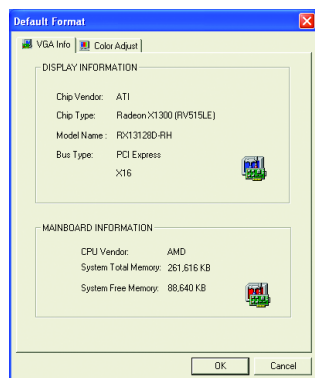 Default Format
VGA Info Color Adjust
DISPLAY INFORMATION
Chip Vendor: ATI
Chip Type: Radeon X1300 (RV515LE)
Model Name : RX13128D-RH
Bus Type: PCI Express
X16
MAINBOARD INFORMATION
CPU Vendor: AMD
System Total Memory: 261,616 KB
System Free Memory: 88,640 KB
OK Cancel